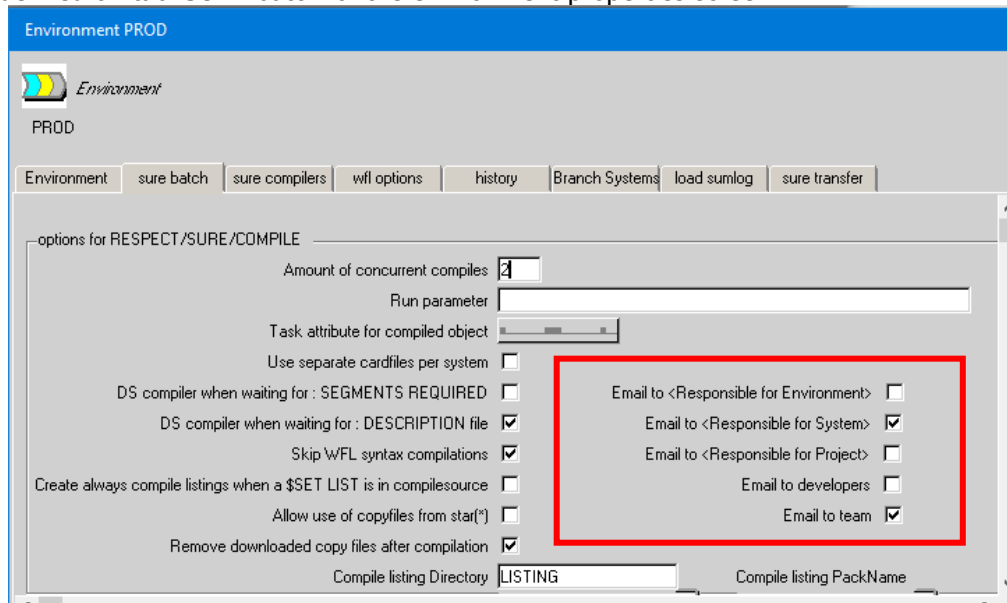 Environment PROD
Environment
PROD
Environment sure batch sure compilers wfl options history Branch Systems load sumlog sure transfer
options for RESPECT/SURE/COMPILE
Amount of concurrent compiles 2
Run parameter
Task attribute for compiled object
Use separate cardfiles per system
DS compiler when waiting for : SEGMENTS REQUIRED Email to <Responsible for Environment>
DS compiler when waiting for : DESCRIPTION file Email to <Responsible for System>
Skip WFL syntax compilations Email to <Responsible for Project>
Create always compile listings when a $SET LIST is in compilesource Email to developers
Allow use of copyfiles from star(*) Email to team
Remove downloaded copy files after compilation
Compile listing Directory LISTING Compile listing PackName